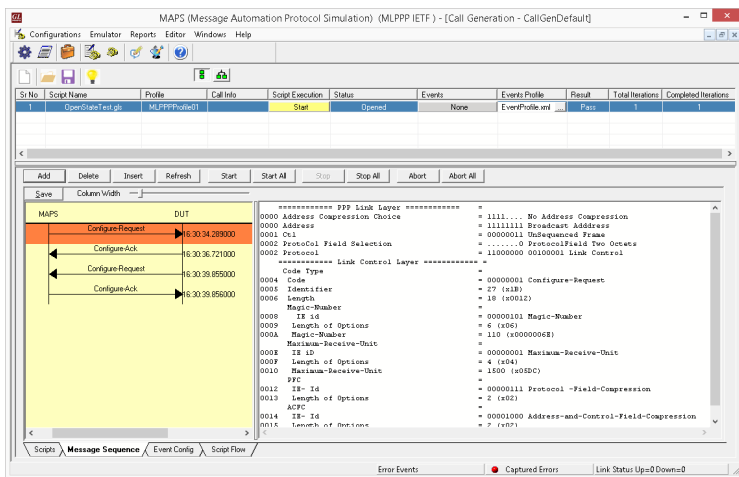 GL MAPS (Message Automation Protocol Simulation) (MLPPP IETF ) - [Call Generation - CallGenDefault]
Configurations Emulator Reports Editor Windows Help
Sr No Script Name Profile Call Info Script Execution Status Events Events Profile Result Total Iterations Completed Iterations
1 OpenStateTest.gls MLPPPProfile01 Start Opened None EventProfile.xml ... Pass 1 1
Add Delete Insert Refresh Start Start All Stop Stop All Abort Abort All
Save Column Width
MAPS DUT
Configure-Request
16:30:34.289000
Configure-Ack
16:30:36.721000
Configure-Request
16:30:39.855000
Configure-Ack
16:30:39.856000
============ PPP Link Layer ============ =
0000 Address Compression Choice = 1111.... No Address Compression
0000 Address = 11111111 Broadcast Adddress
0001 Ctl = 00000011 UnSequenced Frame
0002 ProtoCol Field Selection = .......0 ProtocolField Two Octets
0002 Protocol = 11000000 00100001 Link Control
============ Link Control Layer ============ =
Code Type =
0004 Code = 00000001 Configure-Request
0005 Identifier = 27 (x1B)
0006 Length = 18 (x0012)
Magic-Number =
0008 IE id = 00000101 Magic-Number
0009 Length of Options = 6 (x06)
000A Magic-Number = 110 (x0000006E)
Maximum-Receive-Unit =
000E IE iD = 00000001 Maximum-Receive-Unit
000F Length of Options = 4 (x04)
0010 Maximum-Receive-Unit = 1500 (x05DC)
PFC =
0012 IE- Id = 00000111 Protocol -Field-Compression
0013 Length of Options = 2 (x02)
ACFC =
0014 IE- Id = 00001000 Address-and-Control-Field-Compression
0015 Length of Options = 2 (x02)
Scripts Message Sequence Event Config Script Flow
Error Events Captured Errors Link Status Up=0 Down=0